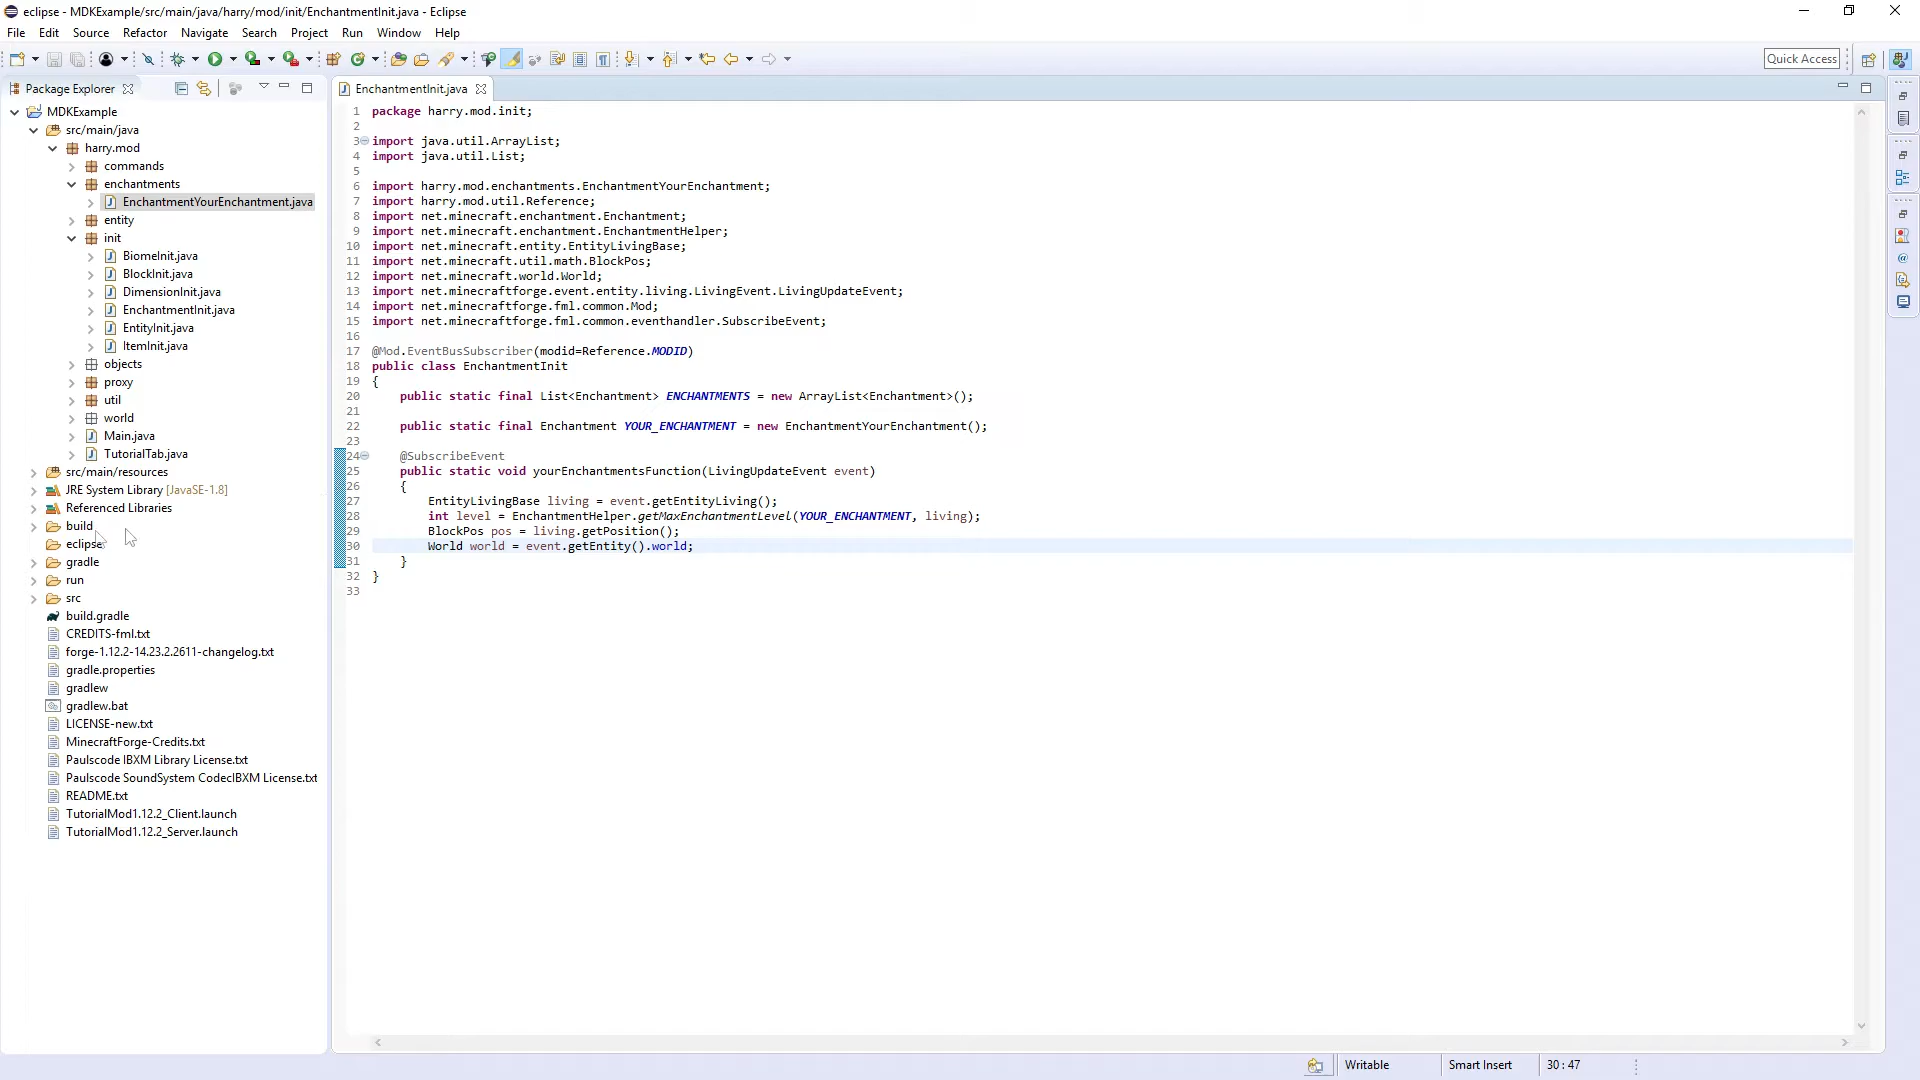 eclipse - MDKExample/src/main/java/harry/mod/init/EnchantmentInit.java - Eclipse
File Edit Source Refactor Navigate Search Project Run Window Help
Quick Access
Package Explorer
MDKExample
src/main/java
harry.mod
commands
enchantments
EnchantmentYourEnchantment.java
entity
init
BiomeInit.java
BlockInit.java
DimensionInit.java
EnchantmentInit.java
EntityInit.java
ItemInit.java
objects
proxy
util
world
Main.java
TutorialTab.java
src/main/resources
JRE System Library [JavaSE-1.8]
Referenced Libraries
build
eclipse
gradle
run
src
build.gradle
CREDITS-fml.txt
forge-1.12.2-14.23.2.2611-changelog.txt
gradle.properties
gradlew
gradlew.bat
LICENSE-new.txt
MinecraftForge-Credits.txt
Paulscode IBXM Library License.txt
Paulscode SoundSystem CodecIBXM License.txt
README.txt
TutorialMod1.12.2_Client.launch
TutorialMod1.12.2_Server.launch
EnchantmentInit.java
1 package harry.mod.init;
2
3 import java.util.ArrayList;
4 import java.util.List;
5
6 import harry.mod.enchantments.EnchantmentYourEnchantment;
7 import harry.mod.util.Reference;
8 import net.minecraft.enchantment.Enchantment;
9 import net.minecraft.enchantment.EnchantmentHelper;
10 import net.minecraft.entity.EntityLivingBase;
11 import net.minecraft.util.math.BlockPos;
12 import net.minecraft.world.World;
13 import net.minecraftforge.event.entity.living.LivingEvent.LivingUpdateEvent;
14 import net.minecraftforge.fml.common.Mod;
15 import net.minecraftforge.fml.common.eventhandler.SubscribeEvent;
16
17 @Mod.EventBusSubscriber(modid=Reference.MODID)
18 public class EnchantmentInit
19 {
20 public static final List<Enchantment> ENCHANTMENTS = new ArrayList<Enchantment>();
21
22 public static final Enchantment YOUR_ENCHANTMENT = new EnchantmentYourEnchantment();
23
24 @SubscribeEvent
25 public static void yourEnchantmentsFunction(LivingUpdateEvent event)
26 {
27 EntityLivingBase living = event.getEntityLiving();
28 int level = EnchantmentHelper.getMaxEnchantmentLevel(YOUR_ENCHANTMENT, living);
29 BlockPos pos = living.getPosition();
30 World world = event.getEntity().world;
31 }
32 }
33
Writable Smart Insert 30 : 47